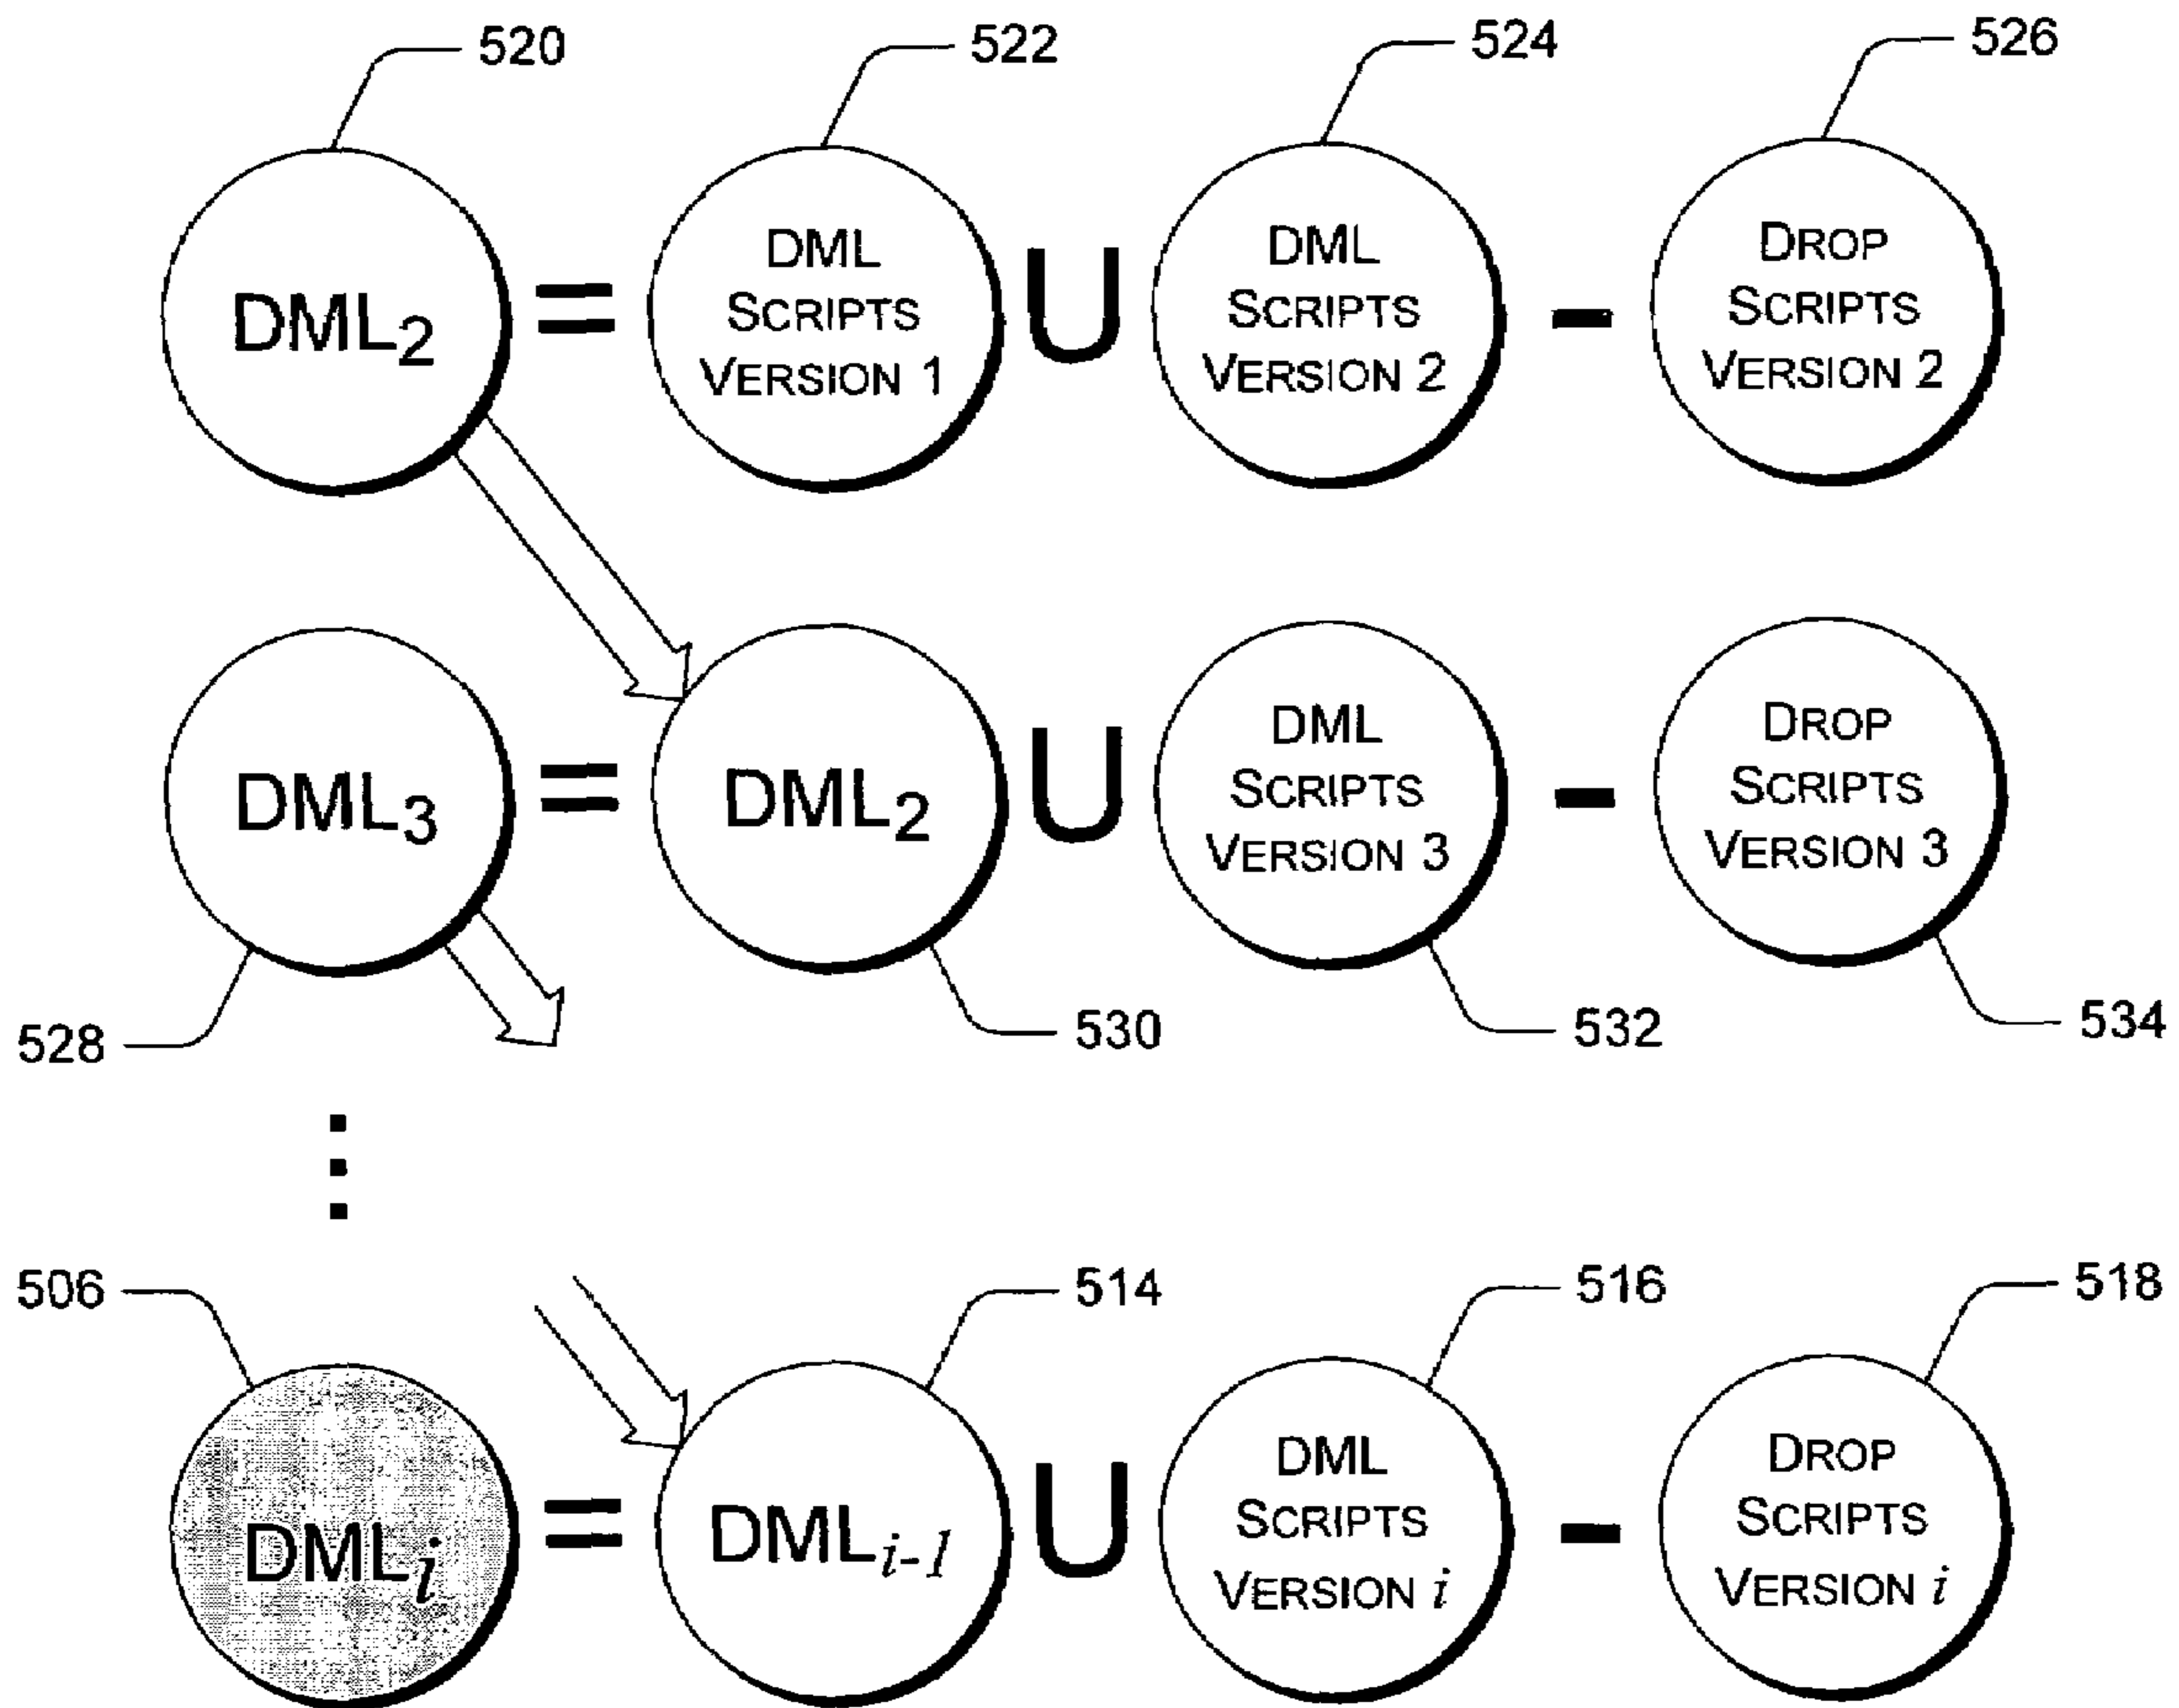 520 522 524 526
DML2 = DML SCRIPTS VERSION 1 U DML SCRIPTS VERSION 2 - DROP SCRIPTS VERSION 2
DML3 = DML2 U DML SCRIPTS VERSION 3 - DROP SCRIPTS VERSION 3
528 530 532 534
506 514 516 518
DMLi = DMLi-1 U DML SCRIPTS VERSION i - DROP SCRIPTS VERSION i